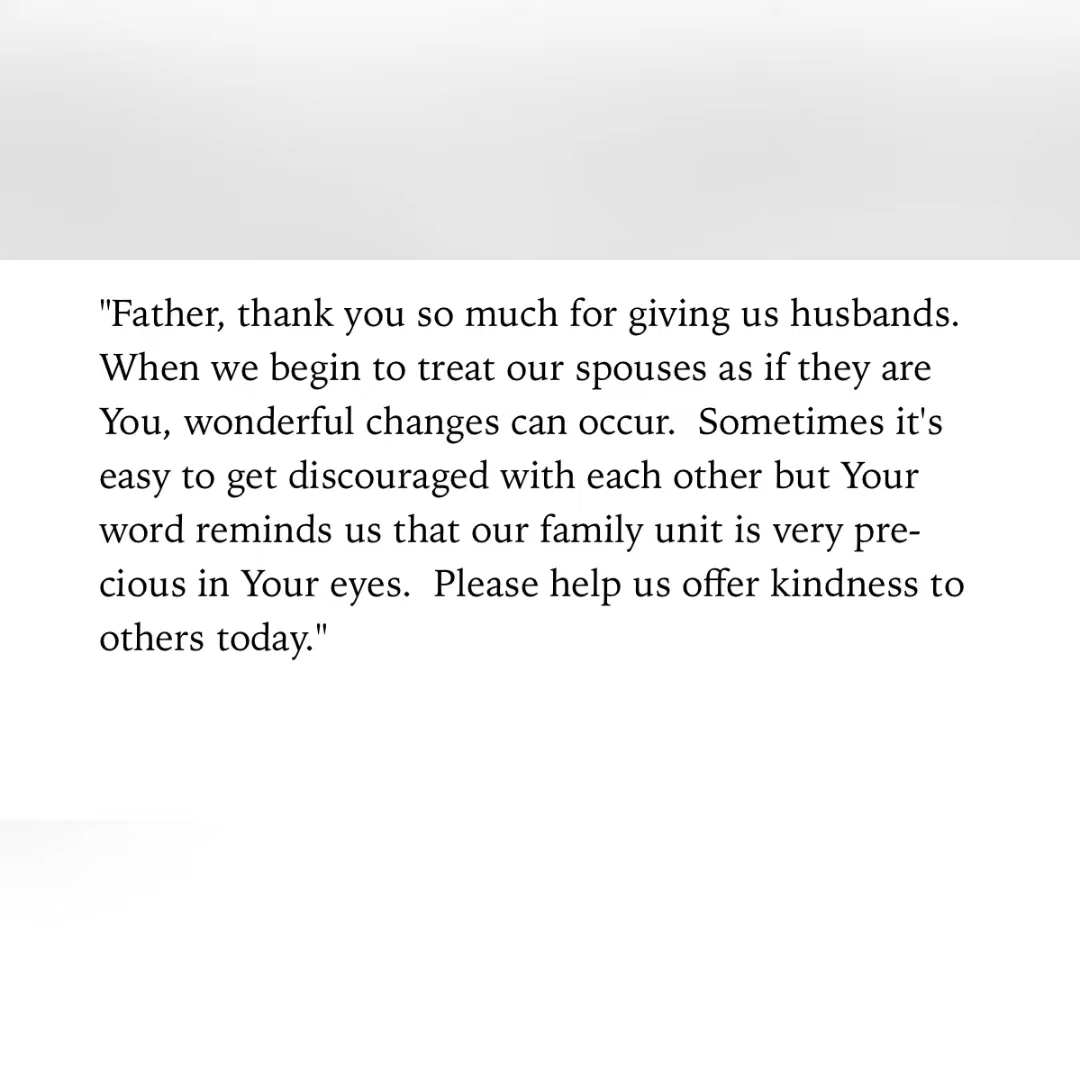 "Father, thank you so much for giving us husbands.
When we begin to treat our spouses as if they are
You, wonderful changes can occur.  Sometimes it's
easy to get discouraged with each other but Your
word reminds us that our family unit is very pre-
cious in Your eyes.  Please help us offer kindness to
others today."